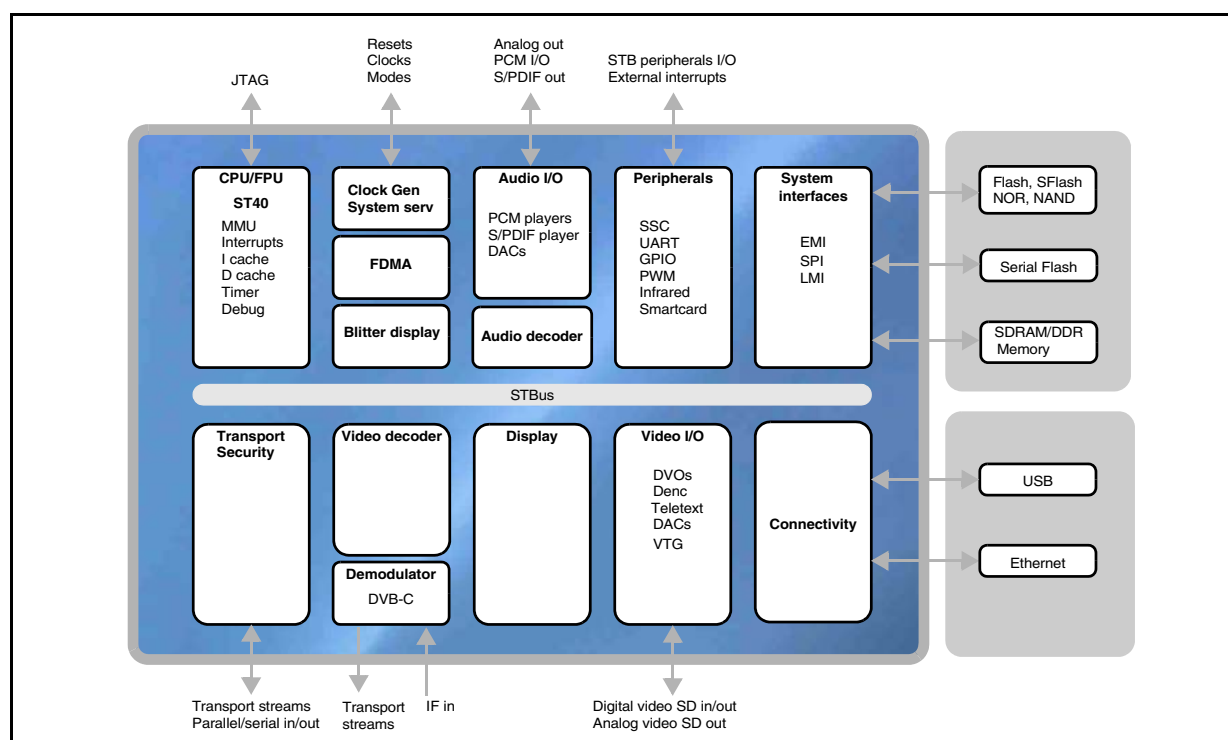 Resets
Clocks
Modes
Analog out
PCM I/O
S/PDIF out
JTAG
STB peripherals I/O
External interrupts
CPU/FPU
ST40
MMU
Interrupts
I cache
D cache
Timer
Debug
Clock Gen
System serv
FDMA
Blitter display
Audio I/O
PCM players
S/PDIF player
DACs
Audio decoder
Peripherals
SSC
UART
GPIO
PWM
Infrared
Smartcard
System
interfaces
EMI
SPI
LMI
Flash, SFlash
NOR, NAND
Serial Flash
SDRAM/DDR
Memory
STBus
Transport
Security
Video decoder
Demodulator
DVB-C
Display
Video I/O
DVOs
Denc
Teletext
DACs
VTG
Connectivity
USB
Ethernet
Transport streams
Parallel/serial in/out
Transport
streams
IF in
Digital video SD in/out
Analog video SD out